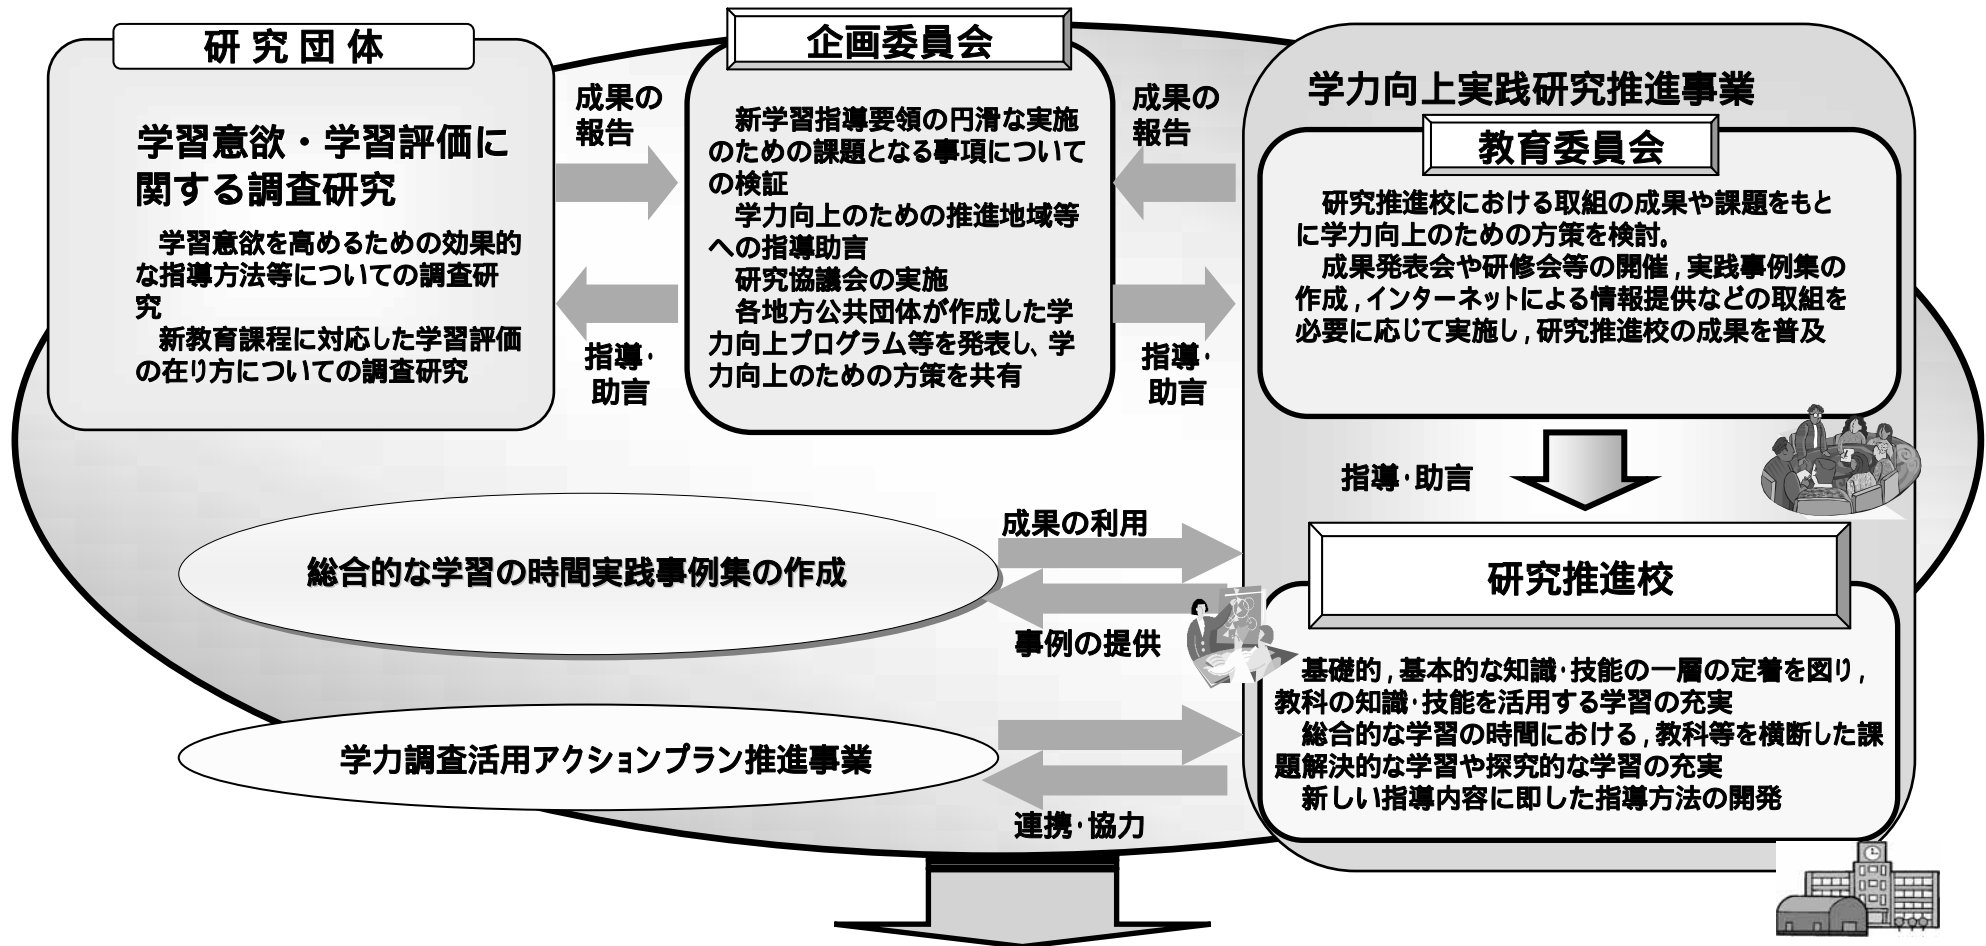 研究団体
学習意欲・学習評価に
関する調査研究
学習意欲を高めるための効果的
な指導方法等についての調査研
究
新教育課程に対応した学習評価
の在り方についての調査研究
成果の
報告
指導・
助言
企画委員会
新学習指導要領の円滑な実施
のための課題となる事項について
の検証
学力向上のための推進地域等
への指導助言
研究協議会の実施
各地方公共団体が作成した学
力向上プログラム等を発表し、学
力向上のための方策を共有
成果の
報告
指導・
助言
学力向上実践研究推進事業
教育委員会
研究推進校における取組の成果や課題をもと
に学力向上のための方策を検討。
成果発表会や研修会等の開催,実践事例集の
作成,インターネットによる情報提供などの取組を
必要に応じて実施し,研究推進校の成果を普及
指導・助言
研究推進校
基礎的,基本的な知識・技能の一層の定着を図り,
教科の知識・技能を活用する学習の充実
総合的な学習の時間における,教科等を横断した課
題解決的な学習や探究的な学習の充実
新しい指導内容に即した指導方法の開発
総合的な学習の時間実践事例集の作成
成果の利用
事例の提供
学力調査活用アクションプラン推進事業
連携・協力